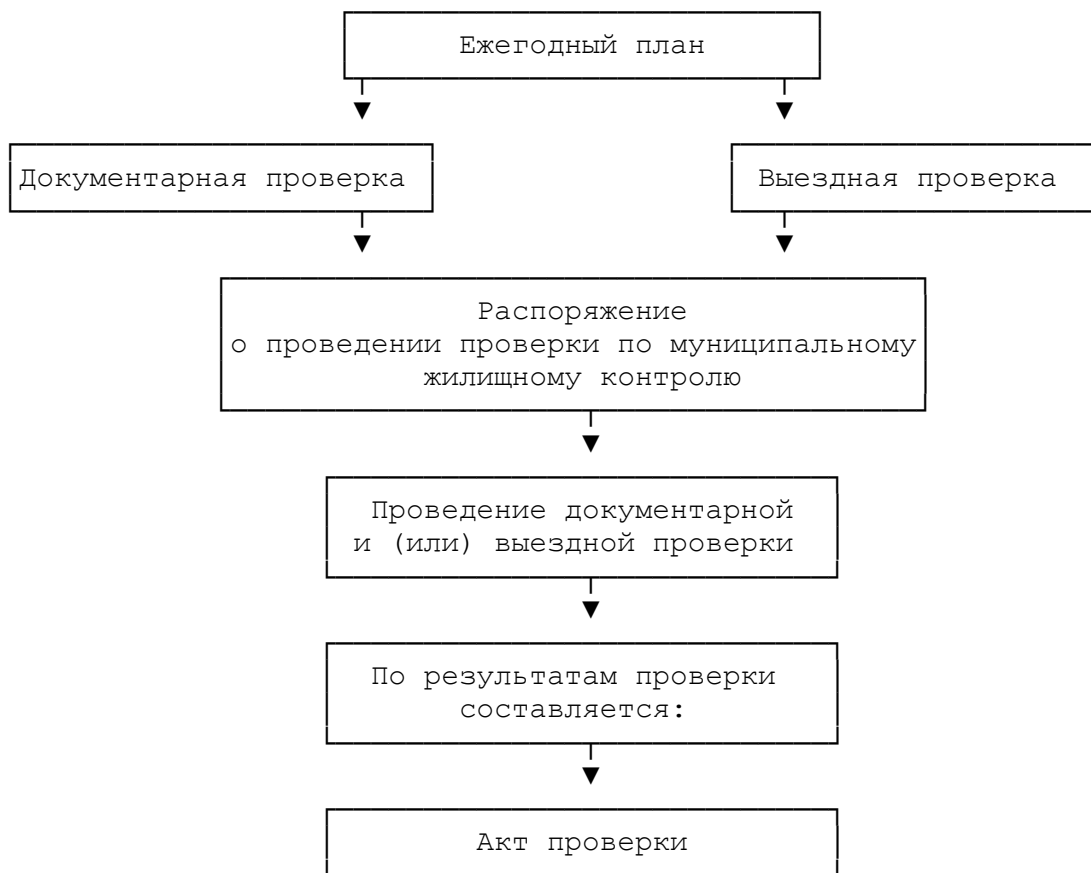 Ежегодный план
Документарная проверка
Выездная проверка
Распоряжение
о проведении проверки по муниципальному
жилищному контролю
Проведение документарной
и (или) выездной проверки
По результатам проверки
составляется:
Акт проверки